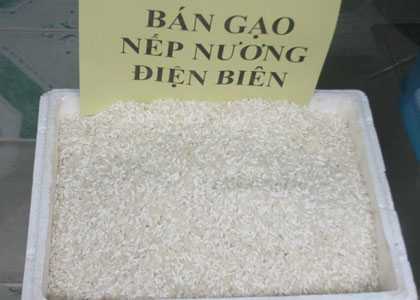 BÁN GẠO
NẾP NƯƠNG
ĐIỆN BIÊN